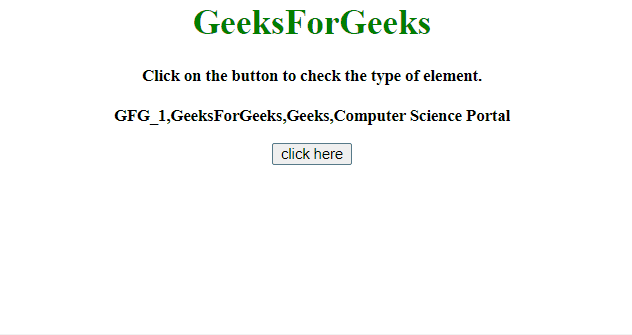 GeeksForGeeks
Click on the button to check the type of element.
GFG_1,GeeksForGeeks,Geeks,Computer Science Portal
click here